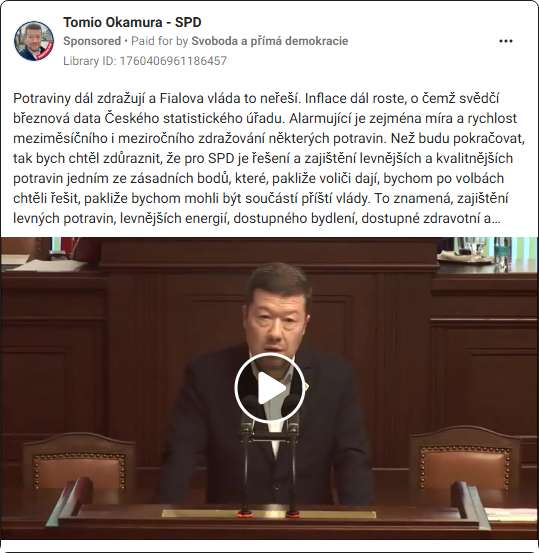 Tomio Okamura - SPD
Sponsored • Paid for by Svoboda a přímá demokracie
Library ID: 1760406961186457
Potraviny dál zdražují a Fialova vláda to neřeší. Inflace dál roste, o čemž svědčí
březnová data Českého statistického úřadu. Alarmující je zejména míra a rychlost
meziměsíčního i meziročního zdražování některých potravin. Než budu pokračovat,
tak bych chtěl zdůraznit, že pro SPD je řešení a zajištění levnějších a kvalitnějších
potravin jedním ze zásadních bodů, které, pakliže voliči dají, bychom po volbách
chtěli řešit, pakliže bychom mohli být součástí příští vlády. To znamená, zajištění
levných potravin, levnějších energií, dostupného bydlení, dostupné zdravotní a...